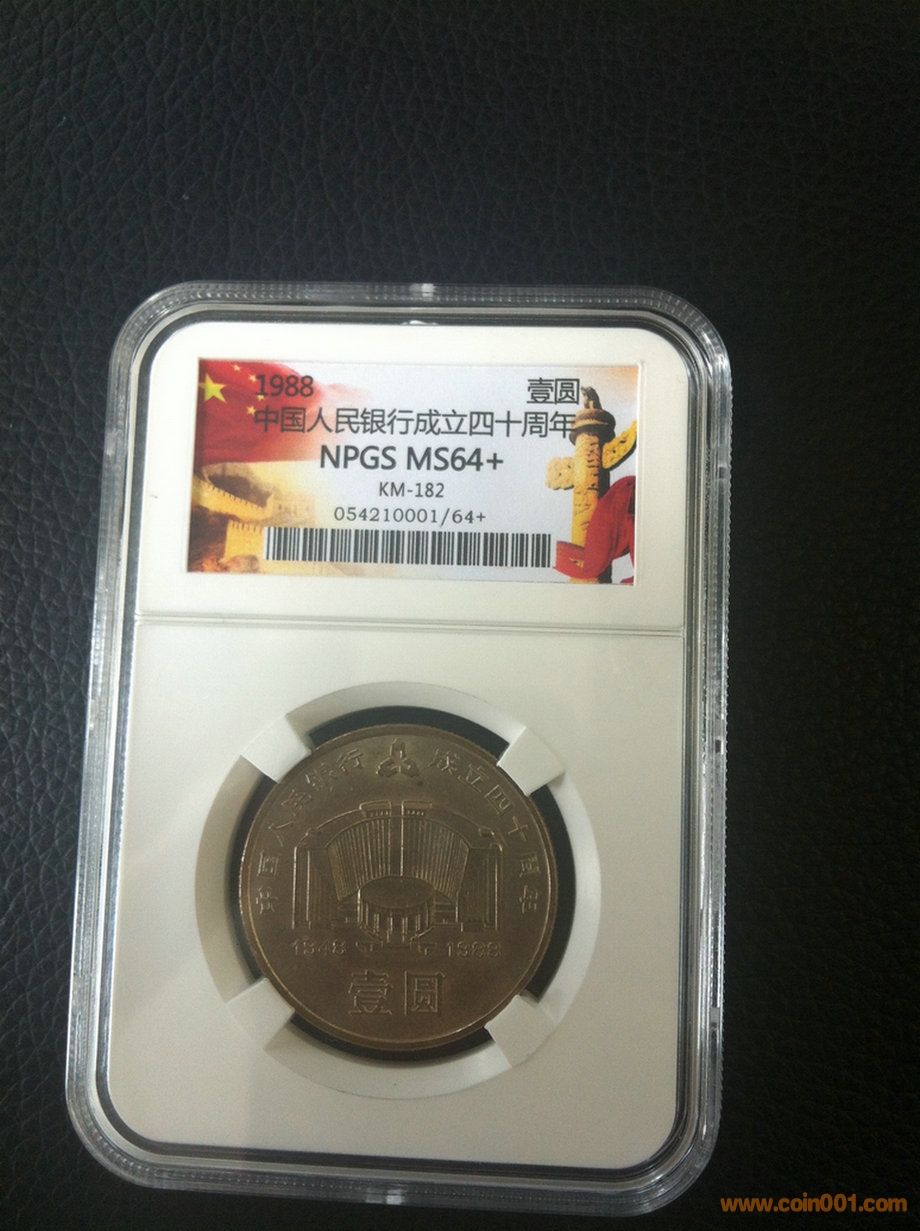 1988 壹圆
中国人民银行成立四十周年
NPGS MS64+
KM-182
054210001/64+
中国人民银行 成立四十周年
1948 1988
壹圆
www.coin001.com